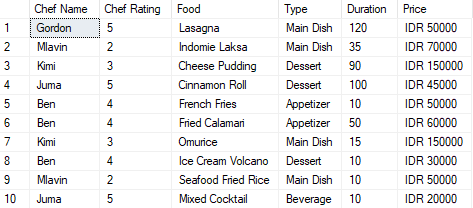 Chef Name Chef Rating Food Type Duration Price
1 Gordon 5 Lasagna Main Dish 120 IDR 50000
2 Mlavin 2 Indomie Laksa Main Dish 35 IDR 70000
3 Kimi 3 Cheese Pudding Dessert 90 IDR 150000
4 Juma 5 Cinnamon Roll Dessert 100 IDR 45000
5 Ben 4 French Fries Appetizer 10 IDR 50000
6 Ben 4 Fried Calamari Appetizer 50 IDR 60000
7 Kimi 3 Omurice Main Dish 15 IDR 150000
8 Ben 4 Ice Cream Volcano Dessert 10 IDR 30000
9 Mlavin 2 Seafood Fried Rice Main Dish 10 IDR 50000
10 Juma 5 Mixed Cocktail Beverage 10 IDR 20000